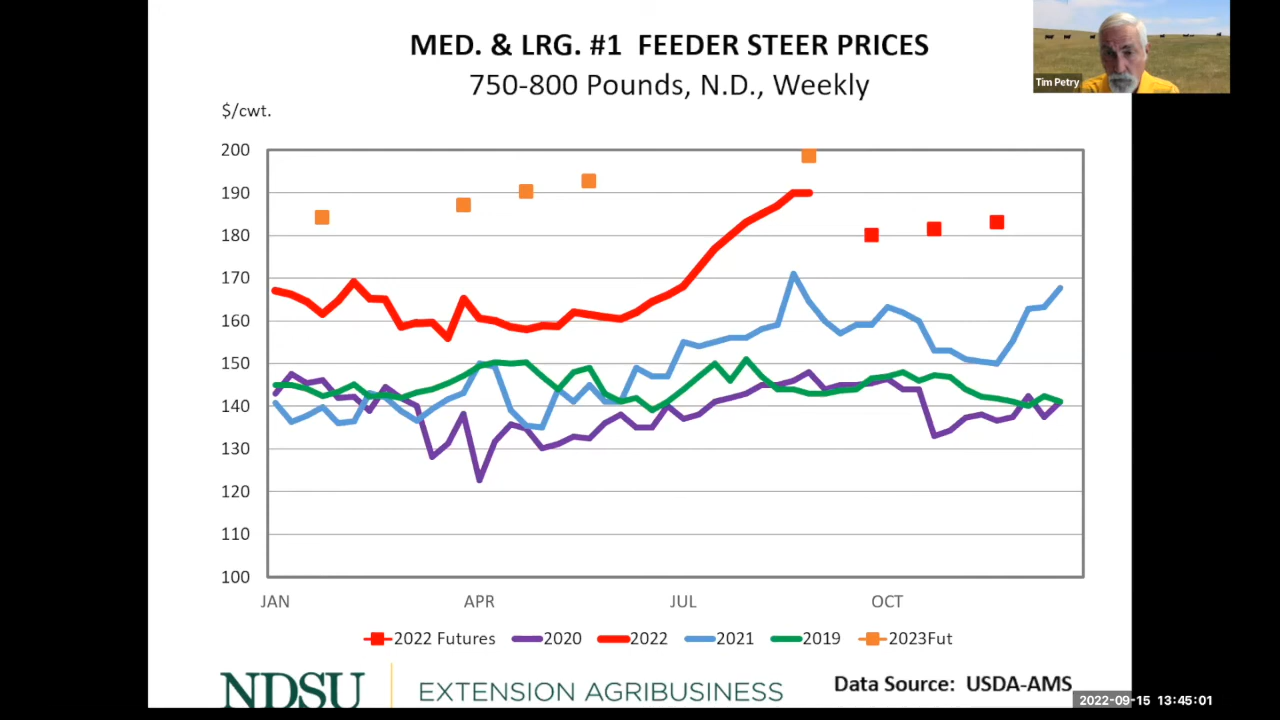 MED. & LRG. #1  FEEDER STEER PRICES
750-800 Pounds, N.D., Weekly
Tim Petry
$/cwt.
200
190
180
170
160
150
140
130
120
110
100
JAN APR JUL OCT
2022 Futures 2020 2022 2021 2019 2023Fut
NDSU EXTENSION AGRIBUSINESS Data Source:  USDA-AMS
2022-09-15 13:45:01